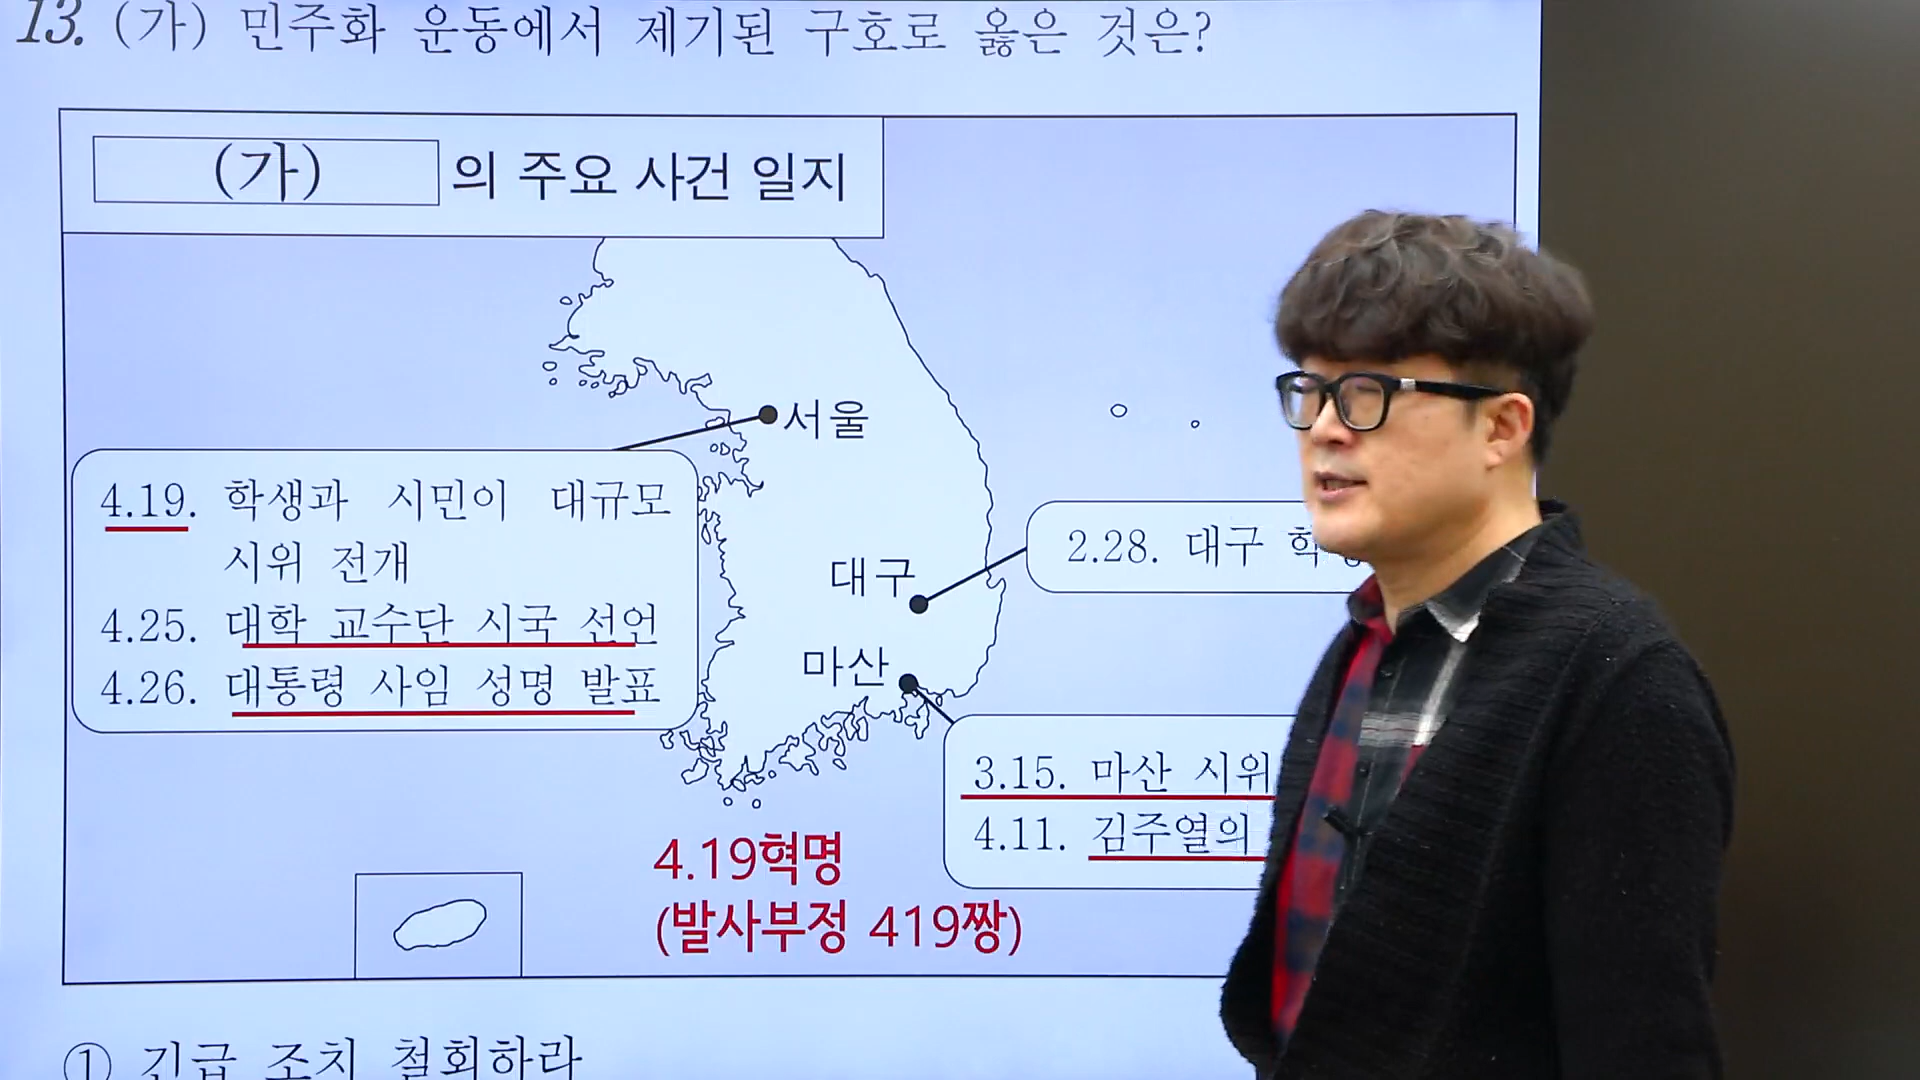 13. (가) 민주화 운동에서 제기된 구호로 옳은 것은?
(가) 의 주요 사건 일지
서울
4.19. 학생과 시민이 대규모
시위 전개
4.25. 대학 교수단 시국 선언
4.26. 대통령 사임 성명 발표
대구
2.28. 대구 학
마산
3.15. 마산 시위
4.11. 김주열의
4.19혁명
(발사부정 419짱)
① 긴급 조치 철회하라